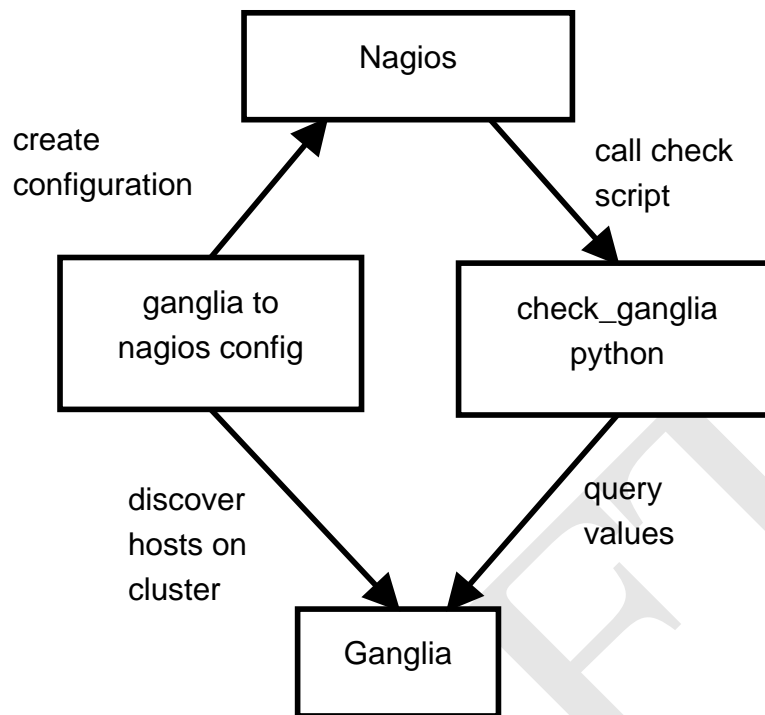 Nagios
create
configuration
call check
script
ganglia to
nagios config
check_ganglia
python
discover
hosts on
cluster
query
values
Ganglia